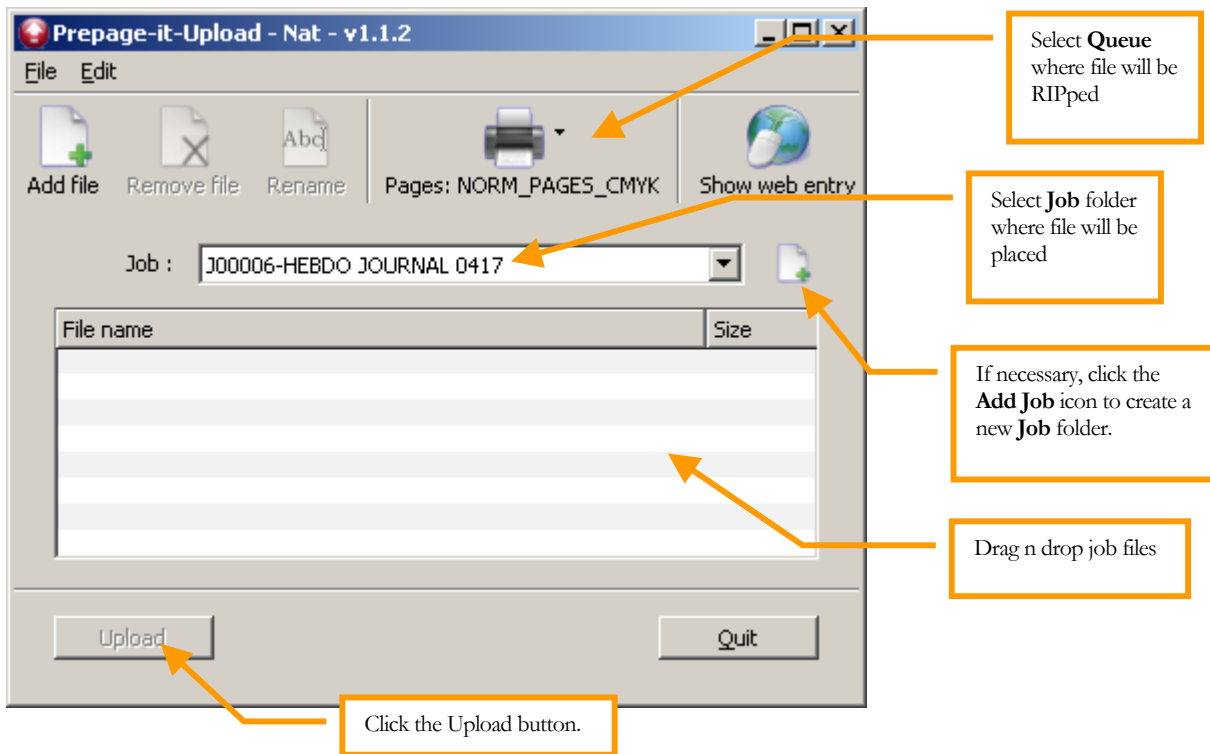 Prepage-it-Upload - Nat - v1.1.2
File Edit
Abc
Add file Remove file Rename Pages: NORM_PAGES_CMYK Show web entry
Job : J00006-HEBDO JOURNAL 0417
File name Size
Upload Quit
Select Queue
where file will be
RIPped
Select Job folder
where file will be
placed
If necessary, click the
Add Job icon to create a
new Job folder.
Drag n drop job files
Click the Upload button.